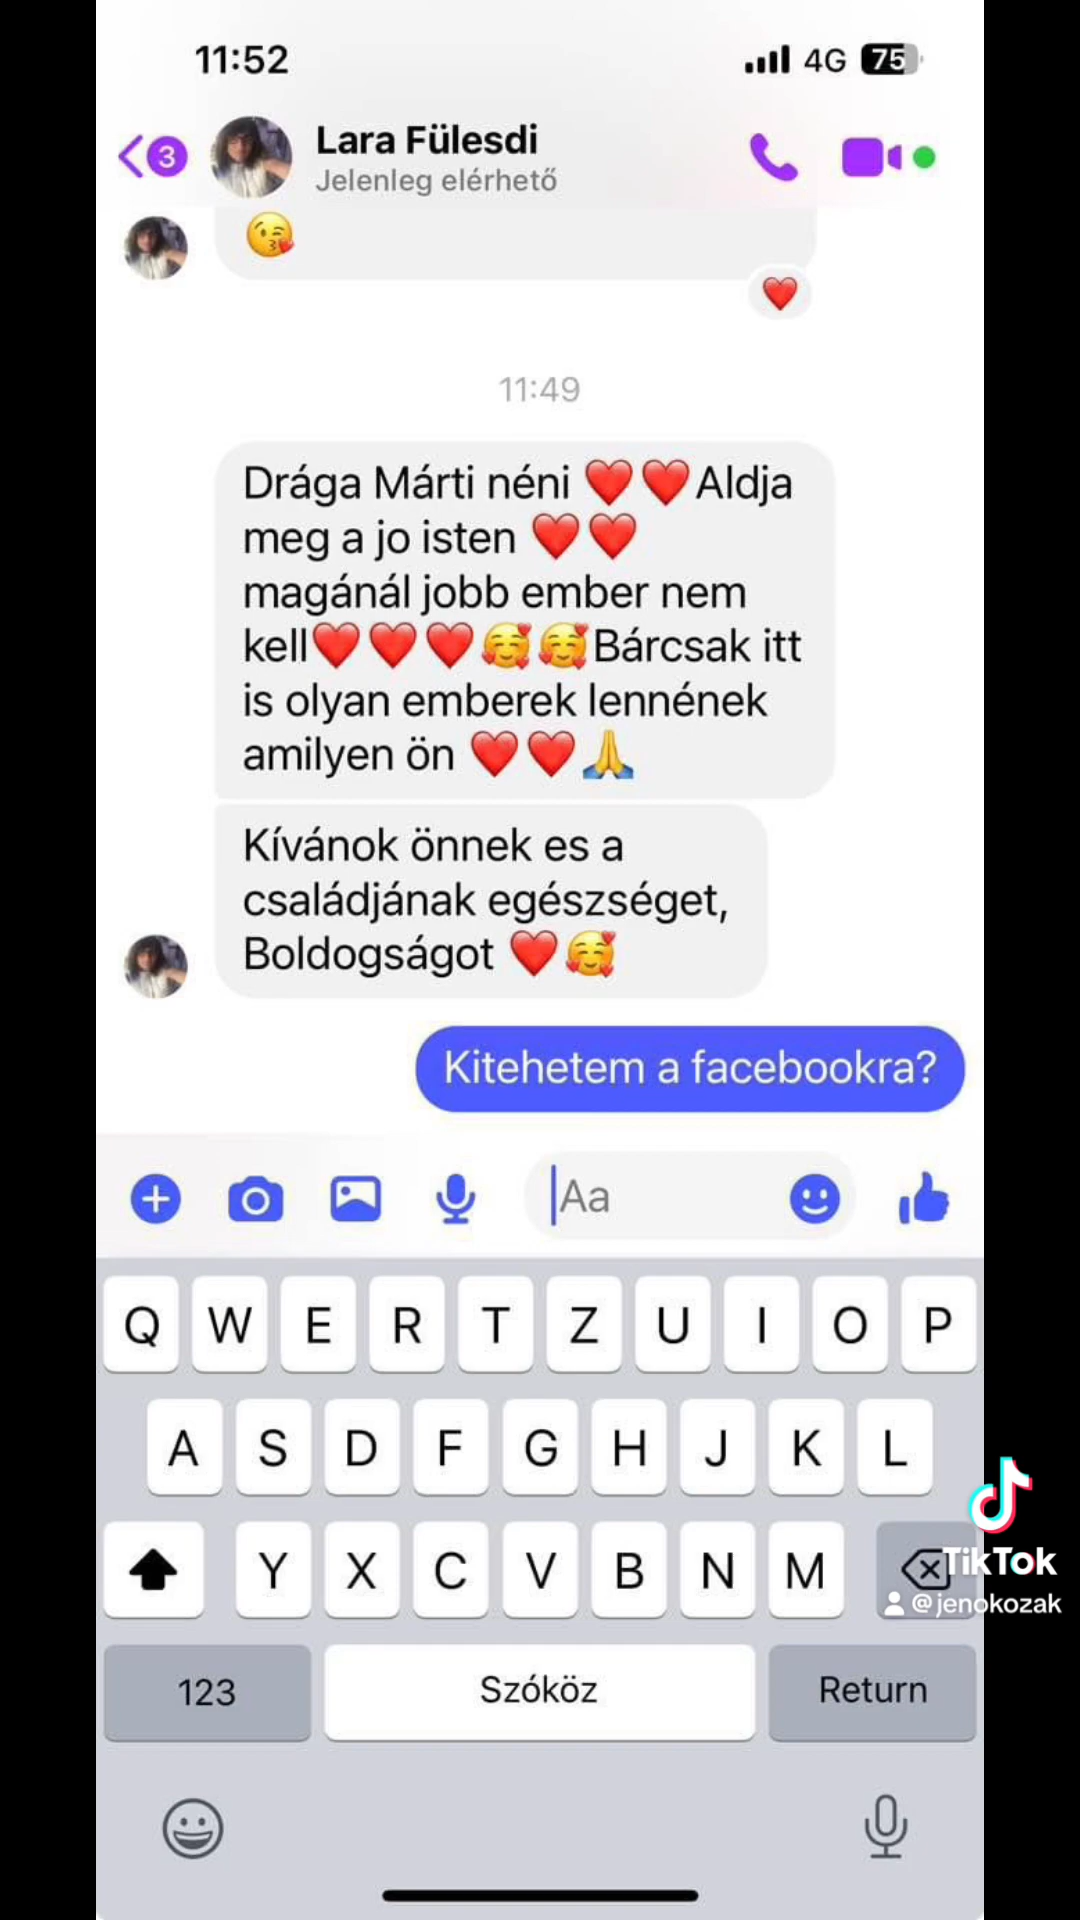 11:52
4G 75
3
Lara Fülesdi
Jelenleg elérhető
😘
❤️
11:49
Drága Márti néni ❤️❤️Aldja
meg a jo isten ❤️❤️
magánál jobb ember nem
kell❤️❤️❤️🥰🥰Bárcsak itt
is olyan emberek lennének
amilyen ön ❤️❤️🙏
Kívánok önnek es a
családjának egészséget,
Boldogságot ❤️🥰
Kitehetem a facebookra?
Aa
Q W E R T Z U I O P
A S D F G H J K L
Y X C V B N M
TikTok
@jenokozak
123 Szóköz Return